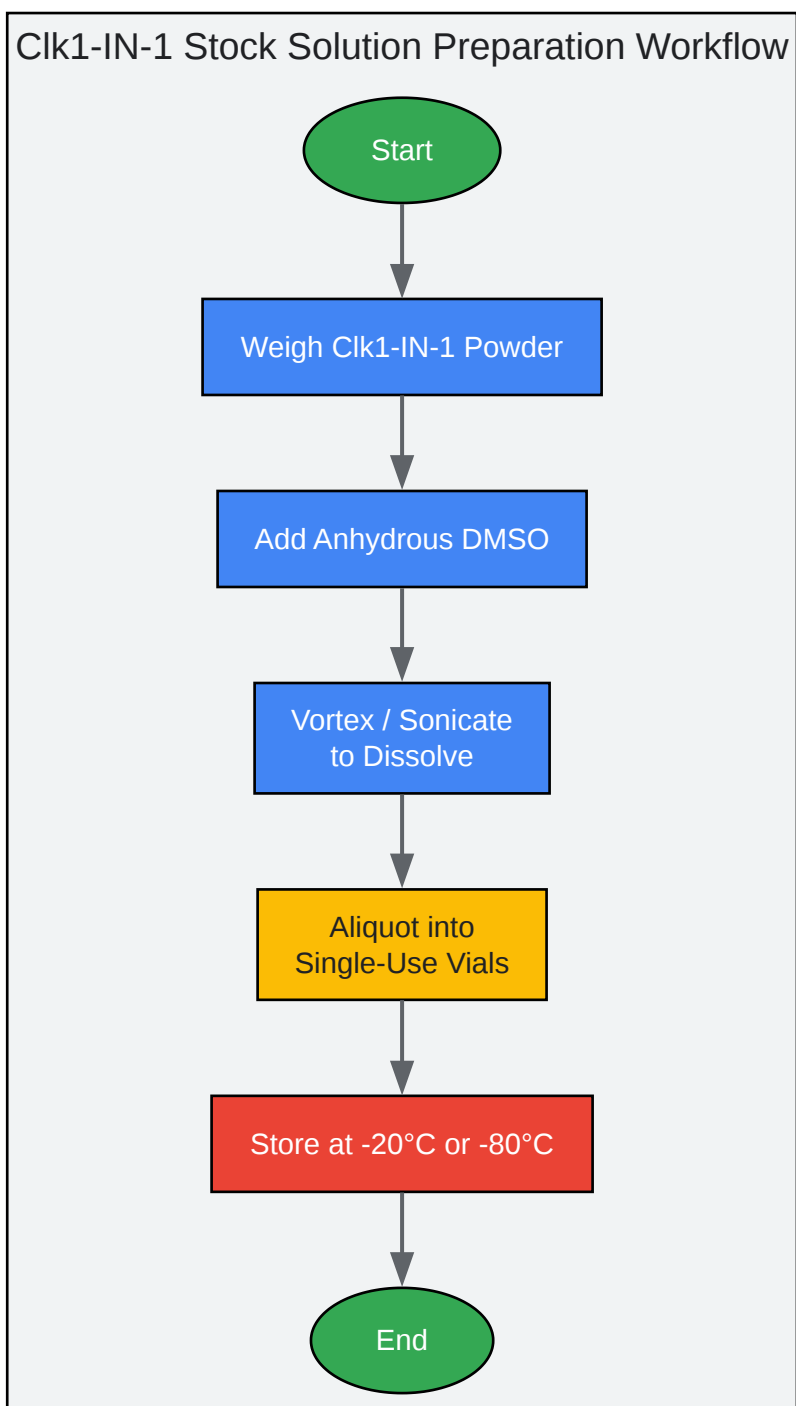 Clk1-IN-1 Stock Solution Preparation Workflow
Start
Weigh Clk1-IN-1 Powder
Add Anhydrous DMSO
Vortex / Sonicate
to Dissolve
Aliquot into
Single-Use Vials
Store at -20°C or -80°C
End